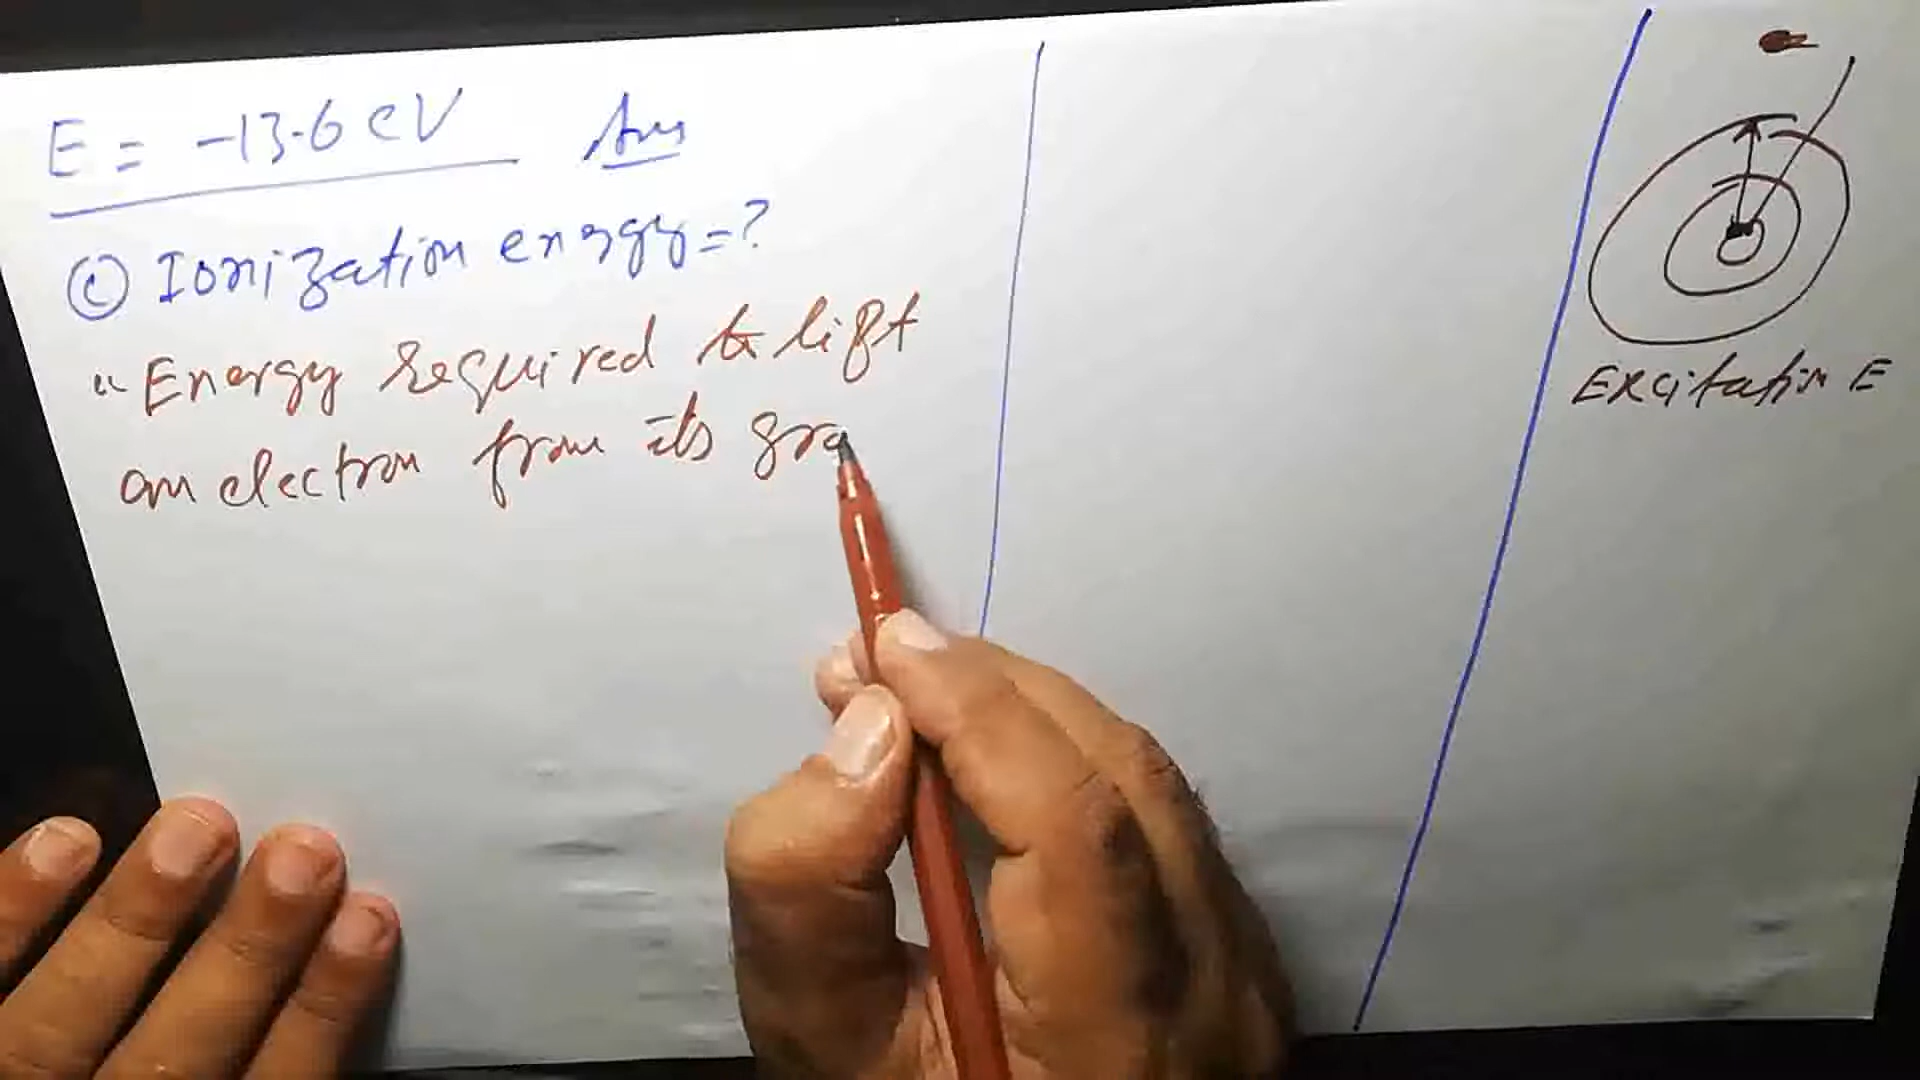 E = -13.6 eV Ans
(c) Ionization energy = ?
"Energy required to lift
an electron from its gro
Excitation E